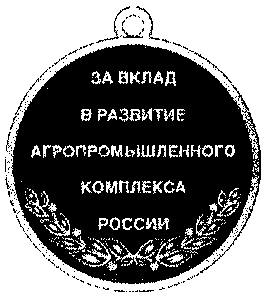 ЗА ВКЛАД
В РАЗВИТИЕ
АГРОПРОМЫШЛЕННОГО
КОМПЛЕКСА
РОССИИ